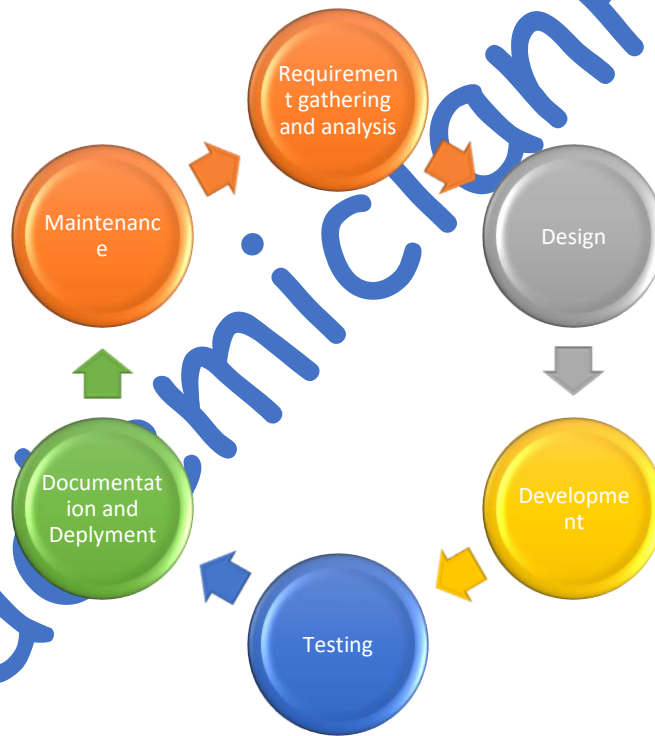 Requiremen
t gathering
and analysis
Design
Developme
nt
Testing
Documentat
ion and
Deplyment
Maintenanc
e